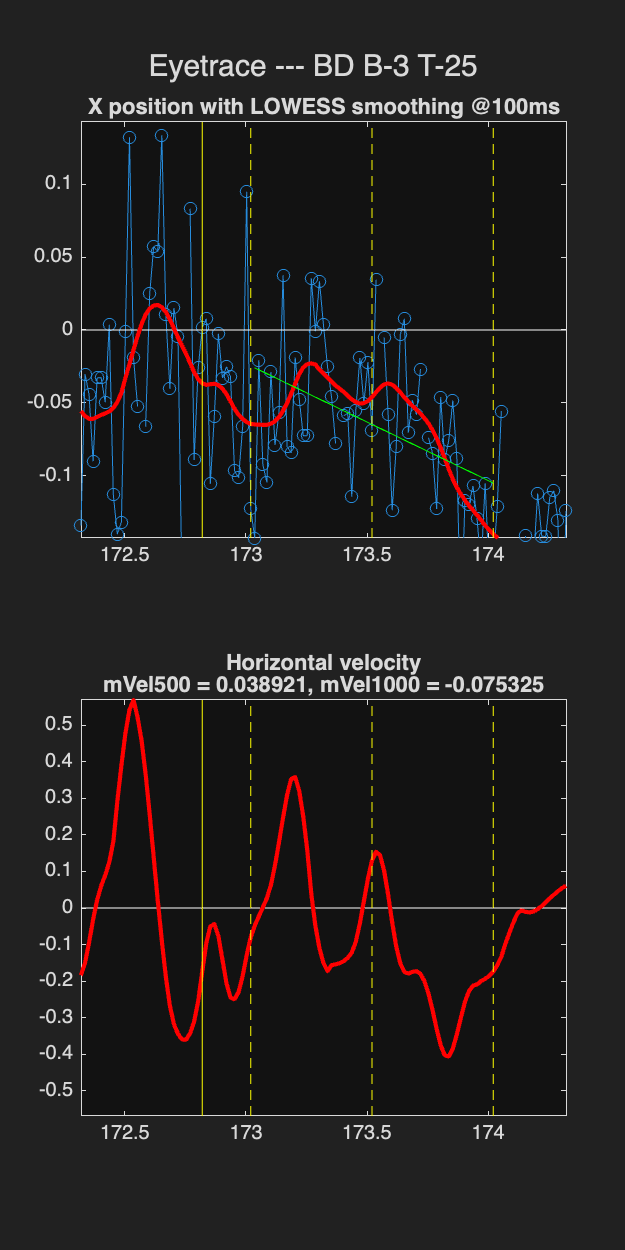 Eyetrace --- BD B-3 T-25
X position with LOWESS smoothing @100ms
0.1
0.05
0
-0.05
-0.1
172.5 173 173.5 174
Horizontal velocity
mVel500 = 0.038921, mVel1000 = -0.075325
0.5
0.4
0.3
0.2
0.1
0
-0.1
-0.2
-0.3
-0.4
-0.5
172.5 173 173.5 174